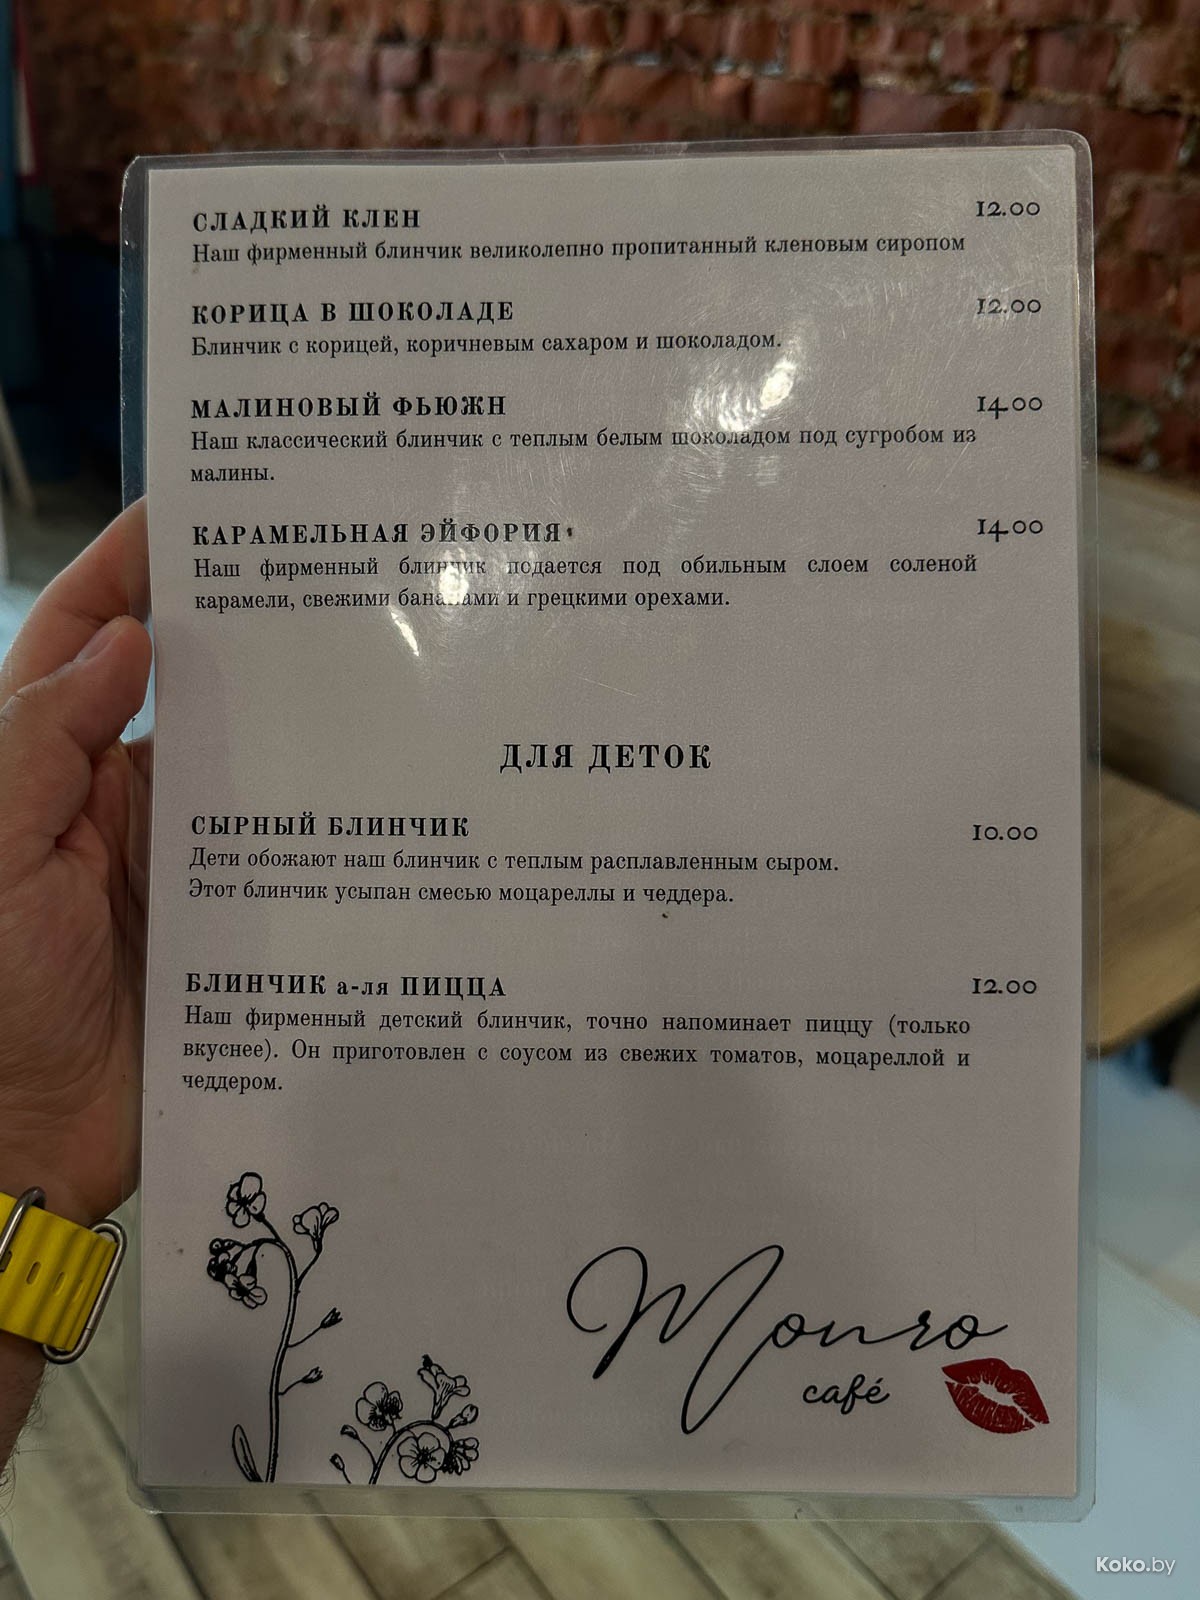 СЛАДКИЙ КЛЕН 12.00
Наш фирменный блинчик великолепно пропитанный кленовым сиропом
КОРИЦА В ШОКОЛАДЕ 12.00
Блинчик с корицей, коричневым сахаром и шоколадом.
МАЛИНОВЫЙ ФЬЮЖН 14.00
Наш классический блинчик с теплым белым шоколадом под сугробом из
малины.
КАРАМЕЛЬНАЯ ЭЙФОРИЯ 14.00
Наш фирменный блинчик подается под обильным слоем соленой
карамели, свежими бананами и грецкими орехами.
ДЛЯ ДЕТОК
СЫРНЫЙ БЛИНЧИК 10.00
Дети обожают наш блинчик с теплым расплавленным сыром.
Этот блинчик усыпан смесью моцареллы и чеддера.
БЛИНЧИК а-ля ПИЦЦА 12.00
Наш фирменный детский блинчик, точно напоминает пиццу (только
вкуснее). Он приготовлен с соусом из свежих томатов, моцареллой и
чеддером.
Monro
café
Koko.by